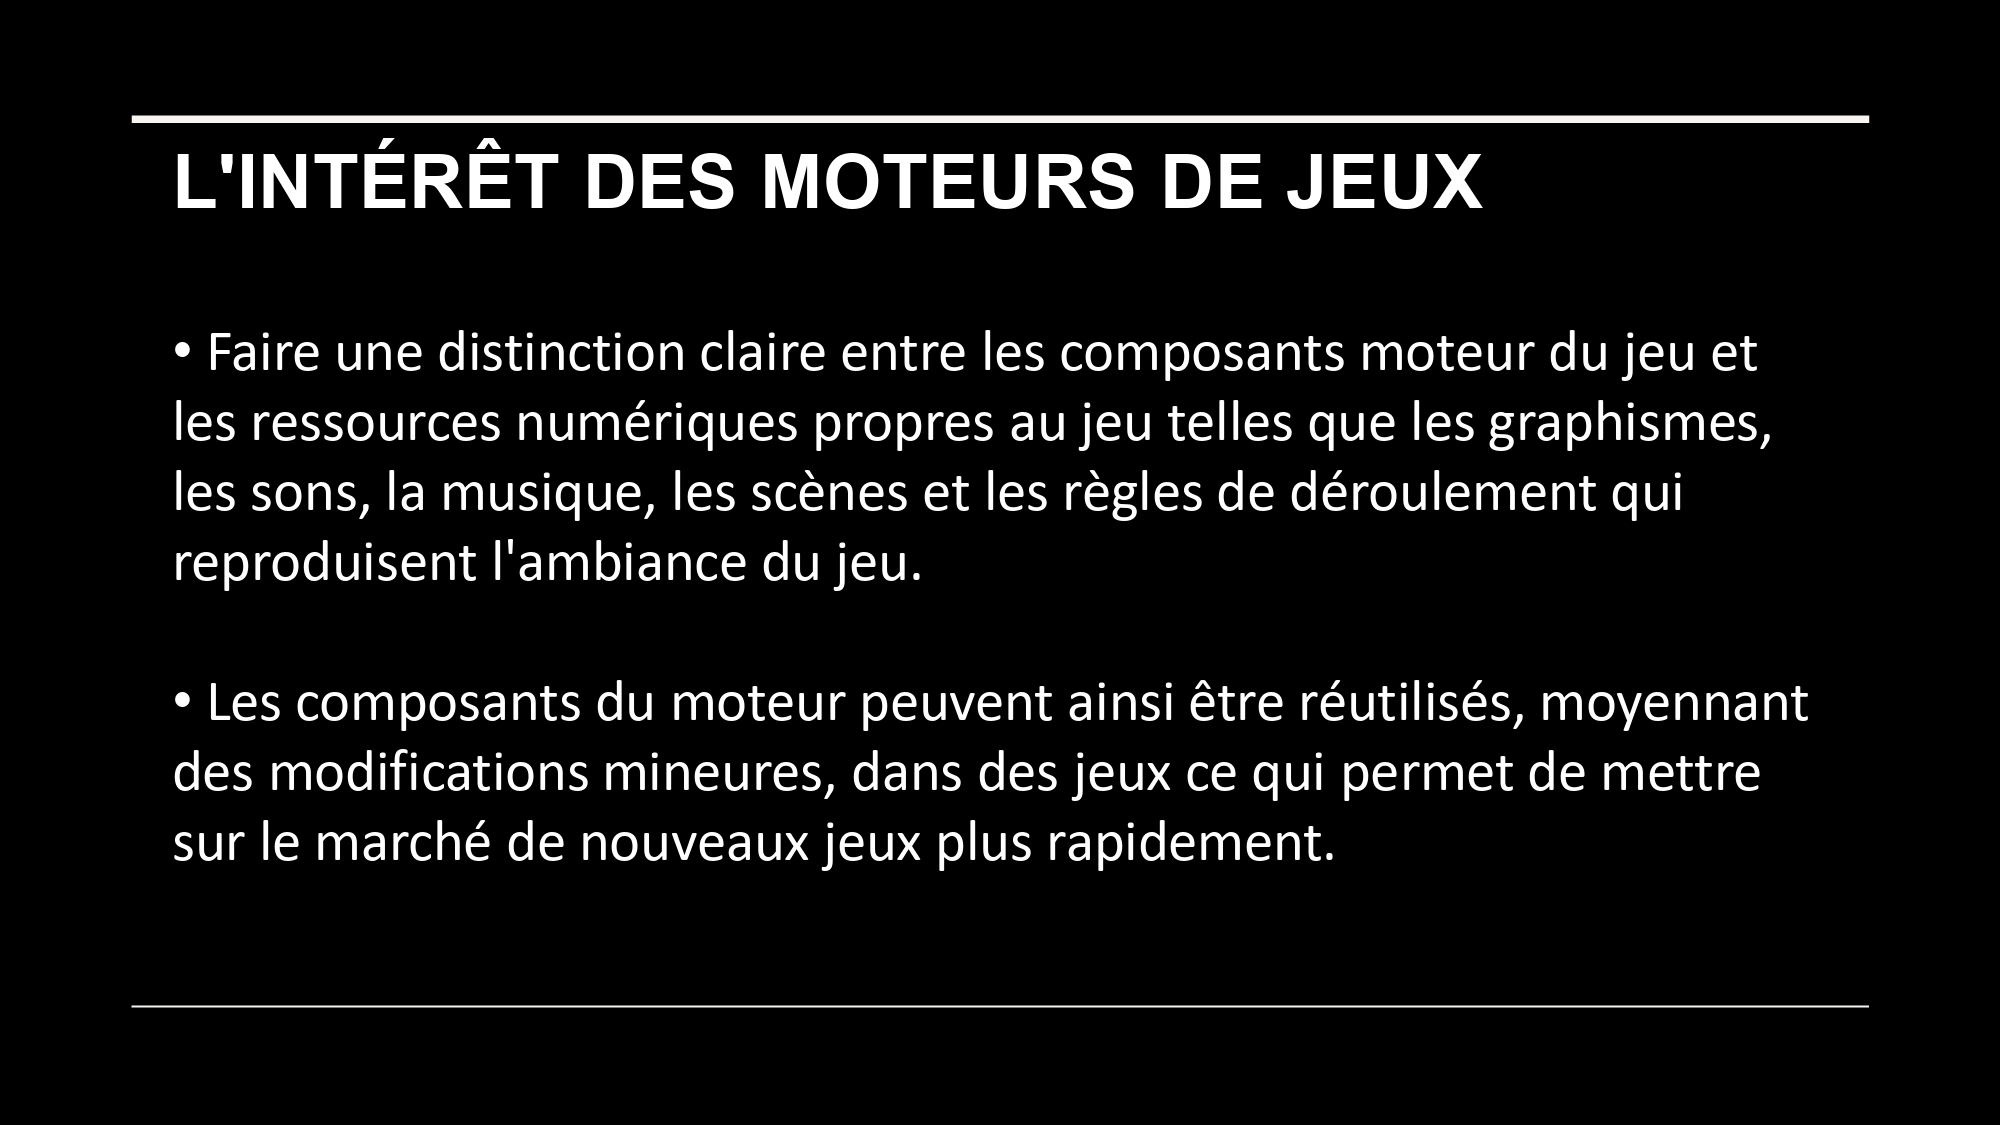 L'INTÉRÊT DES MOTEURS DE JEUX
• Faire une distinction claire entre les composants moteur du jeu et
les ressources numériques propres au jeu telles que les graphismes,
les sons, la musique, les scènes et les règles de déroulement qui
reproduisent l'ambiance du jeu.
• Les composants du moteur peuvent ainsi être réutilisés, moyennant
des modifications mineures, dans des jeux ce qui permet de mettre
sur le marché de nouveaux jeux plus rapidement.